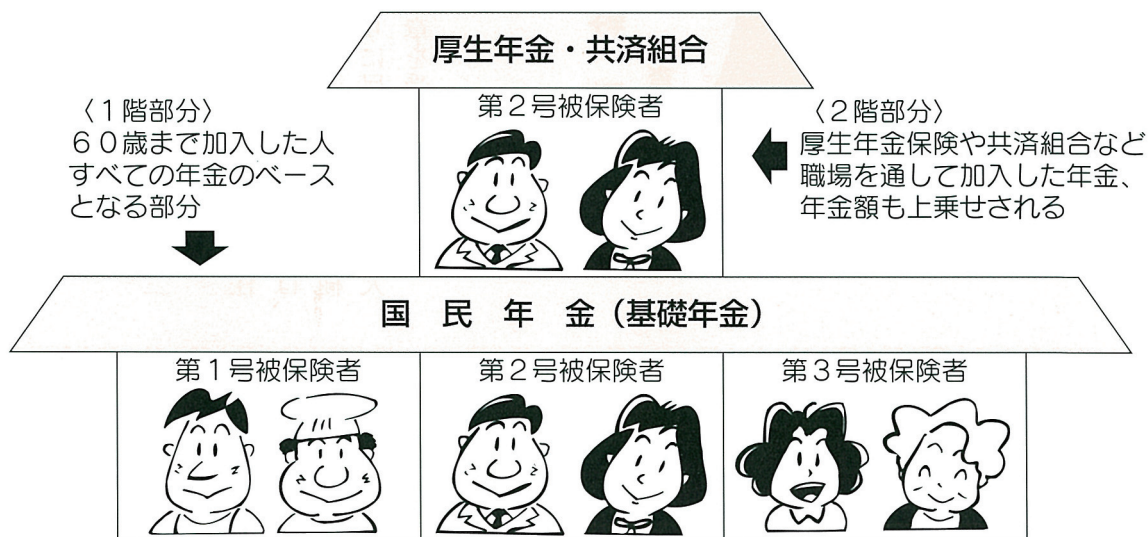 厚生年金・共済組合
第2号被保険者
〈1階部分〉
60歳まで加入した人
すべての年金のベース
となる部分
〈2階部分〉
厚生年金保険や共済組合など
職場を通して加入した年金、
年金額も上乗せされる
国民年金(基礎年金)
第1号被保険者
第2号被保険者
第3号被保険者